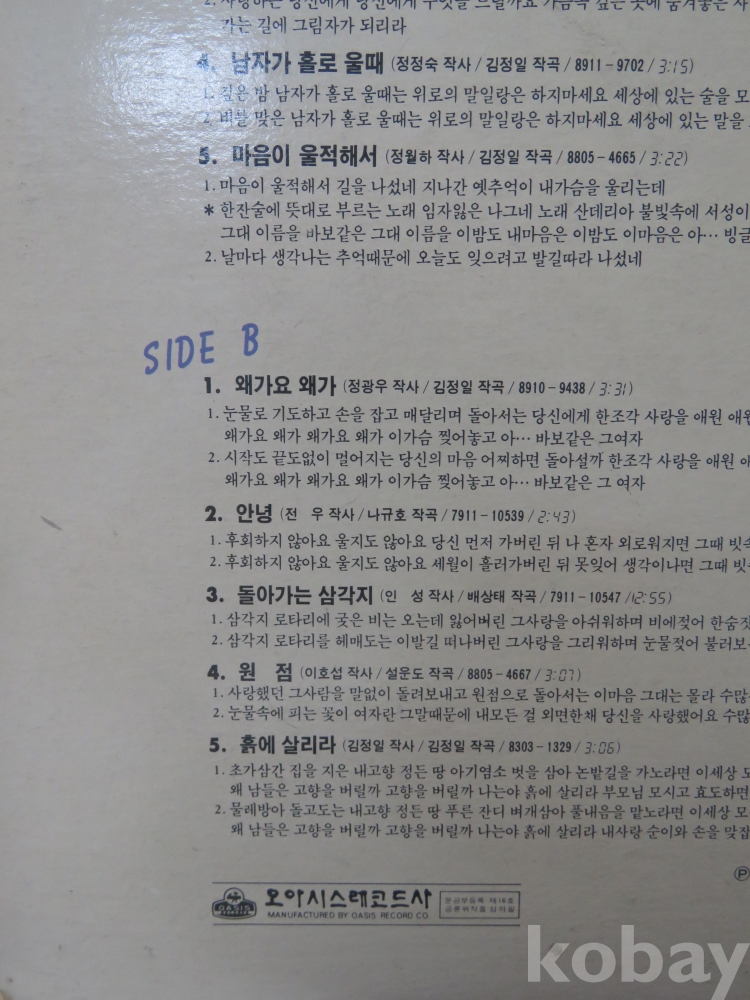 2. 사랑하는 당신에게 당신에게 무엇을 드릴까요 가슴속 깊은 곳에 숨겨놓은
가는 길에 그림자가 되리라
4. 남자가 홀로 울때 (정정숙 작사 / 김정일 작곡 / 8911-9702 / 3:15)
1. 깊은 밤 남자가 홀로 울때는 위로의 말일랑은 하지마세요 세상에 있는 술을 모
2. 버림 맞은 남자가 홀로 울때는 위로의 말일랑은 하지마세요 세상에 있는 말을
5. 마음이 울적해서 (정월하 작사 / 김정일 작곡 / 8805-4665 / 3:22)
1. 마음이 울적해서 길을 나섰네 지나간 옛추억이 내가슴을 울리는데
* 한잔술에 뜻대로 부르는 노래 임자잃은 나그네 노래 산데리아 불빛속에 서성이
그대 이름을 바보같은 그대 이름을 이밤도 내마음은 이밤도 이마음은 아… 빙글
2. 날마다 생각나는 추억때문에 오늘도 잊으려고 발길따라 나섰네
SIDE B
1. 왜가요 왜가 (정광우 작사 / 김정일 작곡 / 8910-9438 / 3:31)
1. 눈물로 기도하고 손을 잡고 매달리며 돌아서는 당신에게 한조각 사랑을 애원 애원
왜가요 왜가 왜가요 왜가 이가슴 찢어놓고 아… 바보같은 그여자
2. 시작도 끝도없이 멀어지는 당신의 마음 어찌하면 돌아설까 한조각 사랑을 애원 애
왜가요 왜가 왜가요 왜가 이가슴 찢어놓고 아… 바보같은 그 여자
2. 안녕 (전 우 작사 / 나규호 작곡 / 7911-10539 / 2:43)
1. 후회하지 않아요 울지도 않아요 당신 먼저 가버린 뒤 나 혼자 외로워지면 그때 빗속
2. 후회하지 않아요 울지도 않아요 세월이 흘러가버린 뒤 못잊어 생각이나면 그때 빗
3. 돌아가는 삼각지 (인 성 작사 / 배상태 작곡 / 7911-10547 / 12:55)
1. 삼각지 로타리에 궂은 비는 오는데 잃어버린 그사랑을 아쉬워하며 비에젖어 한숨짓
2. 삼각지 로타리를 헤매도는 이발길 떠나버린 그사랑을 그리워하며 눈물젖어 불러보
4. 원 점 (이호섭 작사 / 설운도 작곡 / 8805-4667 / 3:07)
1. 사랑했던 그사람을 말없이 돌려보내고 원점으로 돌아서는 이마음 그대는 몰라 수많
2. 눈물속에 피는 꽃이 여자란 그말때문에 내모든 걸 외면한채 당신을 사랑했어요 수많
5. 흙에 살리라 (김정일 작사 / 김정일 작곡 / 8303-1329 / 3:06)
1. 초가삼간 집을 지은 내고향 정든 땅 아기염소 벗을 삼아 논밭길을 가노라면 이세상 모
왜 남들은 고향을 버릴까 고향을 버릴까 나는야 흙에 살리라 부모님 모시고 효도하면
2. 물레방아 돌고도는 내고향 정든 땅 푸른 잔디 벼개삼아 풀내음을 맡노라면 이세상 모
왜 남들은 고향을 버릴까 고향을 버릴까 나는야 흙에 살리라 내사랑 순이와 손을 맞잡
Ⓟ
OASIS 오아시스레코드사
MANUFACTURED BY OASIS RECORD CO.
kobay